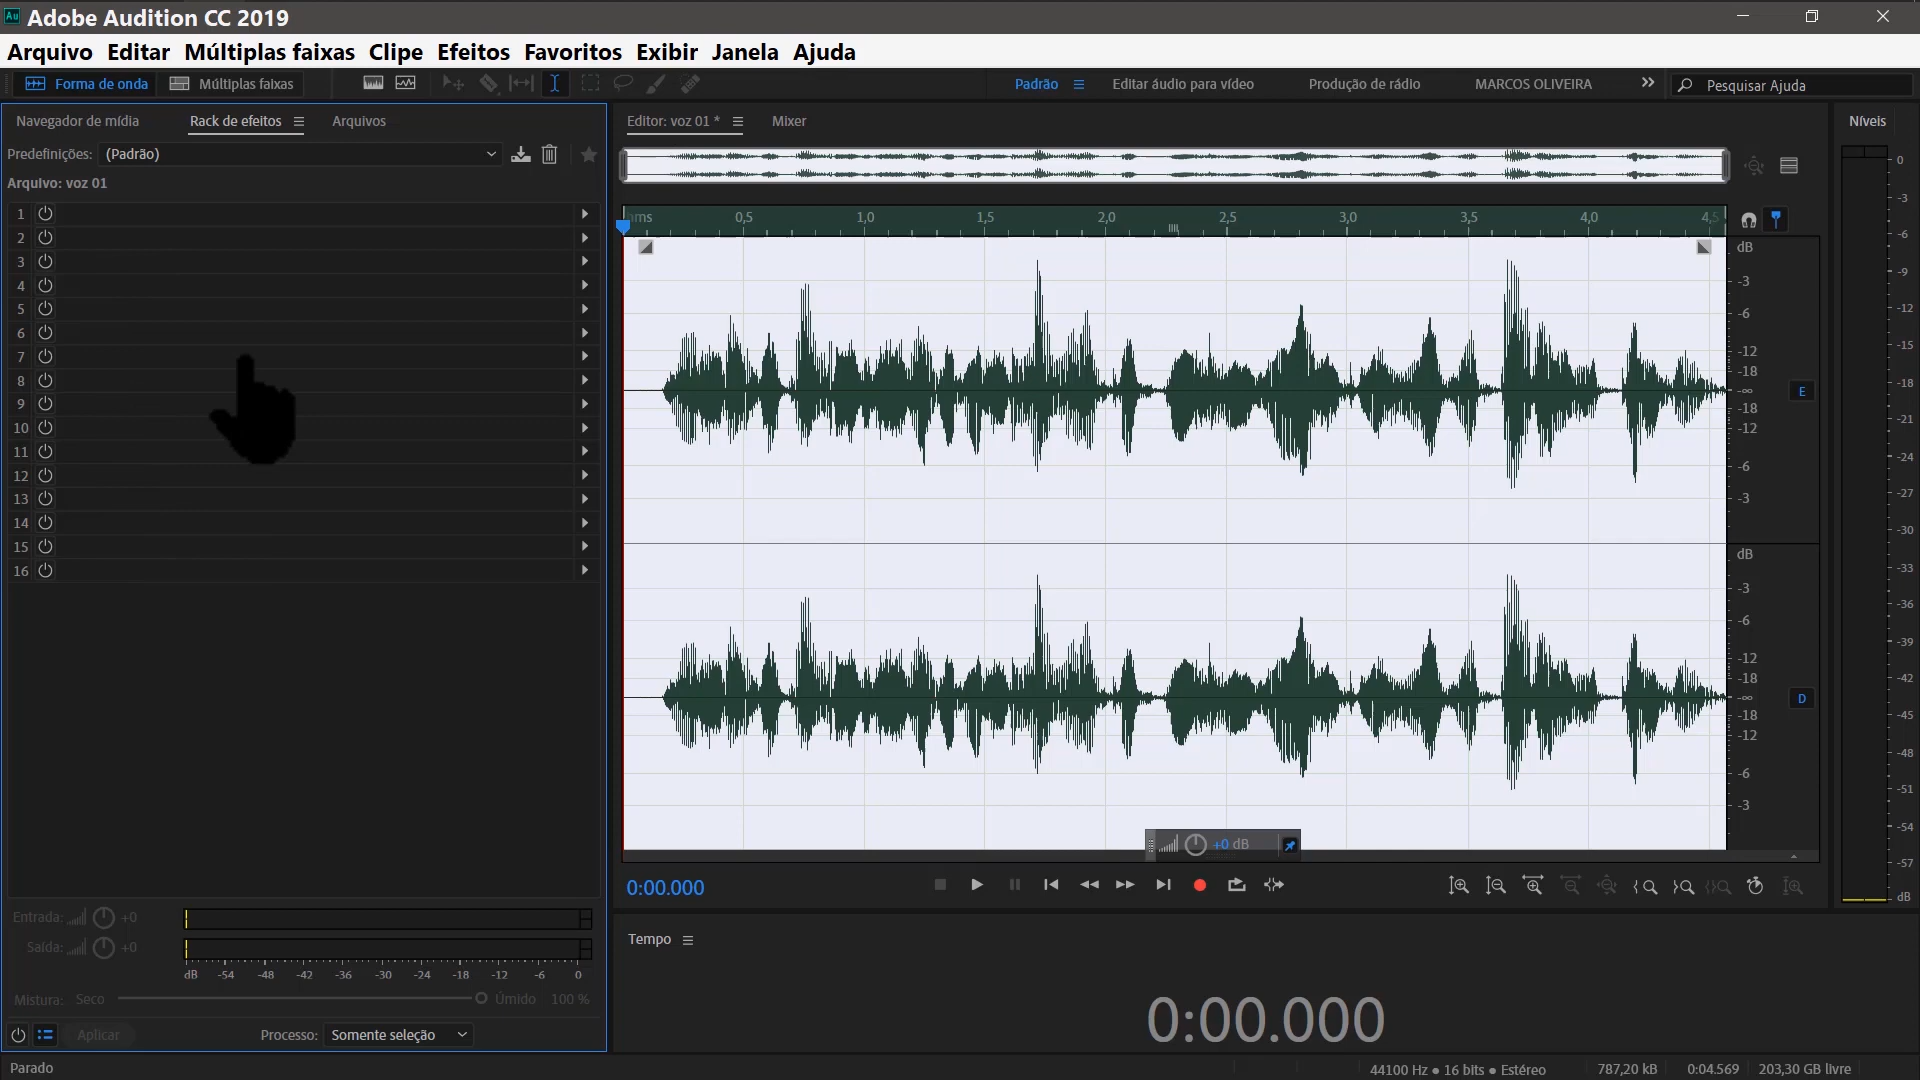 Au Adobe Audition CC 2019
Arquivo Editar Múltiplas faixas Clipe Efeitos Favoritos Exibir Janela Ajuda
Forma de onda Múltiplas faixas Padrão Editar áudio para vídeo Produção de rádio MARCOS OLIVEIRA Pesquisar Ajuda
Navegador de mídia Rack de efeitos Arquivos
Predefinições: (Padrão)
Arquivo: voz 01
1
2
3
4
5
6
7
8
9
10
11
12
13
14
15
16
Entrada: +0
Saída: +0
dB -54 -48 -42 -36 -30 -24 -18 -12 -6 0
Mistura: Seco Úmido 100 %
Aplicar Processo: Somente seleção
Editor: voz 01 * Mixer
hms 0,5 1,0 1,5 2,0 2,5 3,0 3,5 4,0 4,5
dB
-3
-6
-12
-18
-∞
-18
-12
-6
-3
E
dB
-3
-6
-12
-18
-∞
-18
-12
-6
-3
D
+0 dB
0:00.000
Tempo
0:00.000
Níveis
0
-3
-6
-9
-12
-15
-18
-21
-24
-27
-30
-33
-36
-39
-42
-45
-48
-51
-54
-57
dB
Parado 44100 Hz • 16 bits • Estéreo 787,20 kB 0:04.569 203,30 GB livre